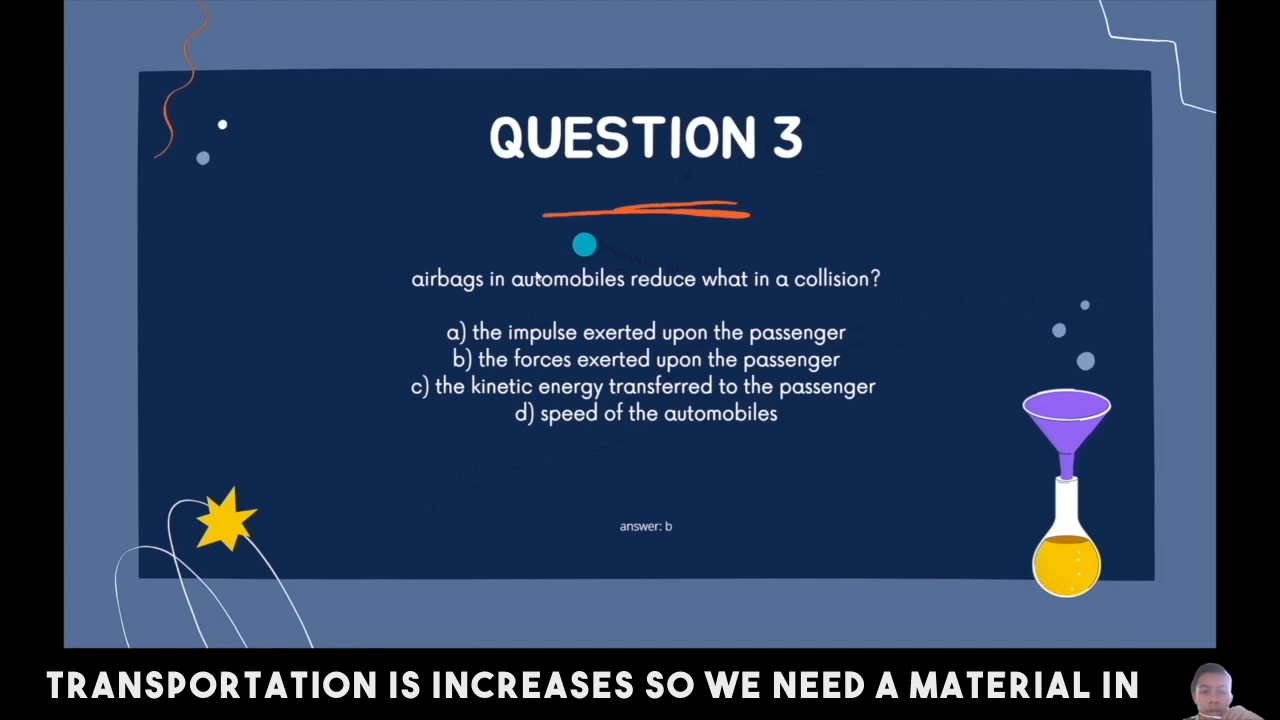 QUESTION 3
airbags in automobiles reduce what in a collision?
a) the impulse exerted upon the passenger
b) the forces exerted upon the passenger
c) the kinetic energy transferred to the passenger
d) speed of the automobiles
answer: b
TRANSPORTATION IS INCREASES SO WE NEED A MATERIAL IN